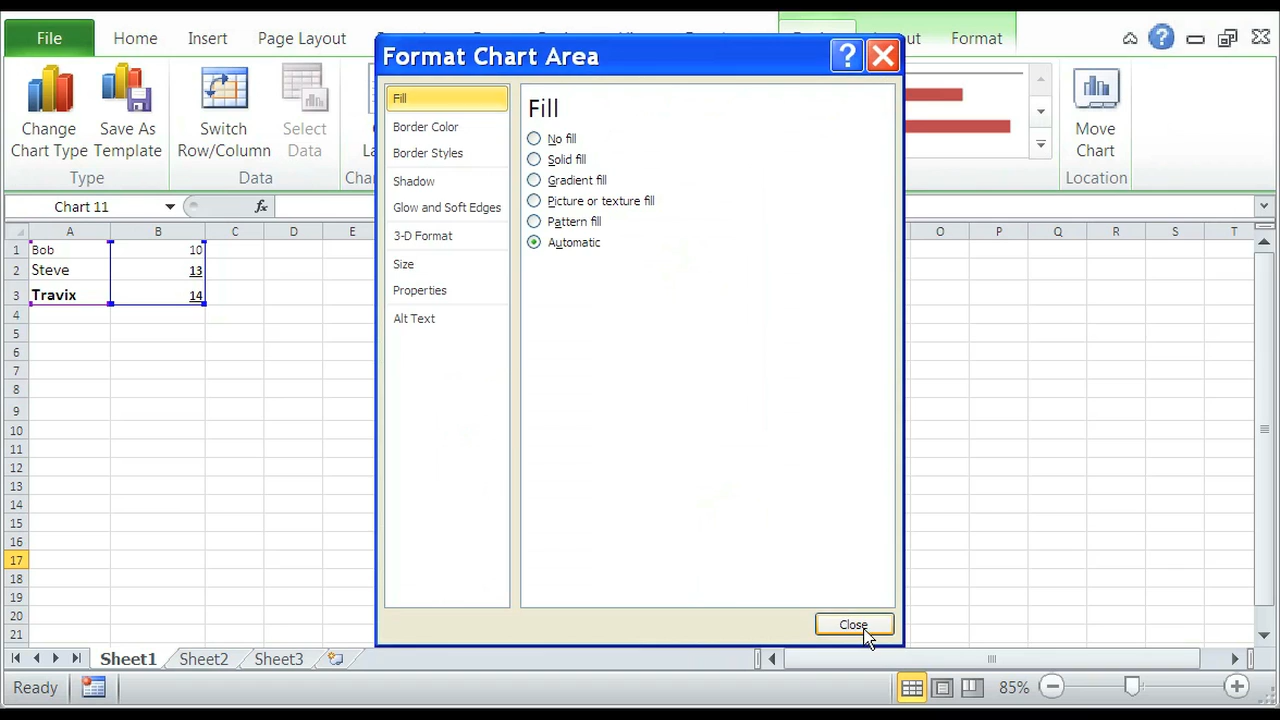 File Home Insert Page Layout Format
Change Chart Type
Save As Template
Switch Row/Column
Select Data
Move Chart
Type Data Location
Chart 11 fx
Format Chart Area
Fill
Border Color
Border Styles
Shadow
Glow and Soft Edges
3-D Format
Size
Properties
Alt Text
Fill
No fill
Solid fill
Gradient fill
Picture or texture fill
Pattern fill
Automatic
Close
A B C D E O P Q R S T
1 Bob 10
2 Steve 13
3 Travix 14
4
5
6
7
8
9
10
11
12
13
14
15
16
17
18
19
20
21
Sheet1 Sheet2 Sheet3
Ready 85%